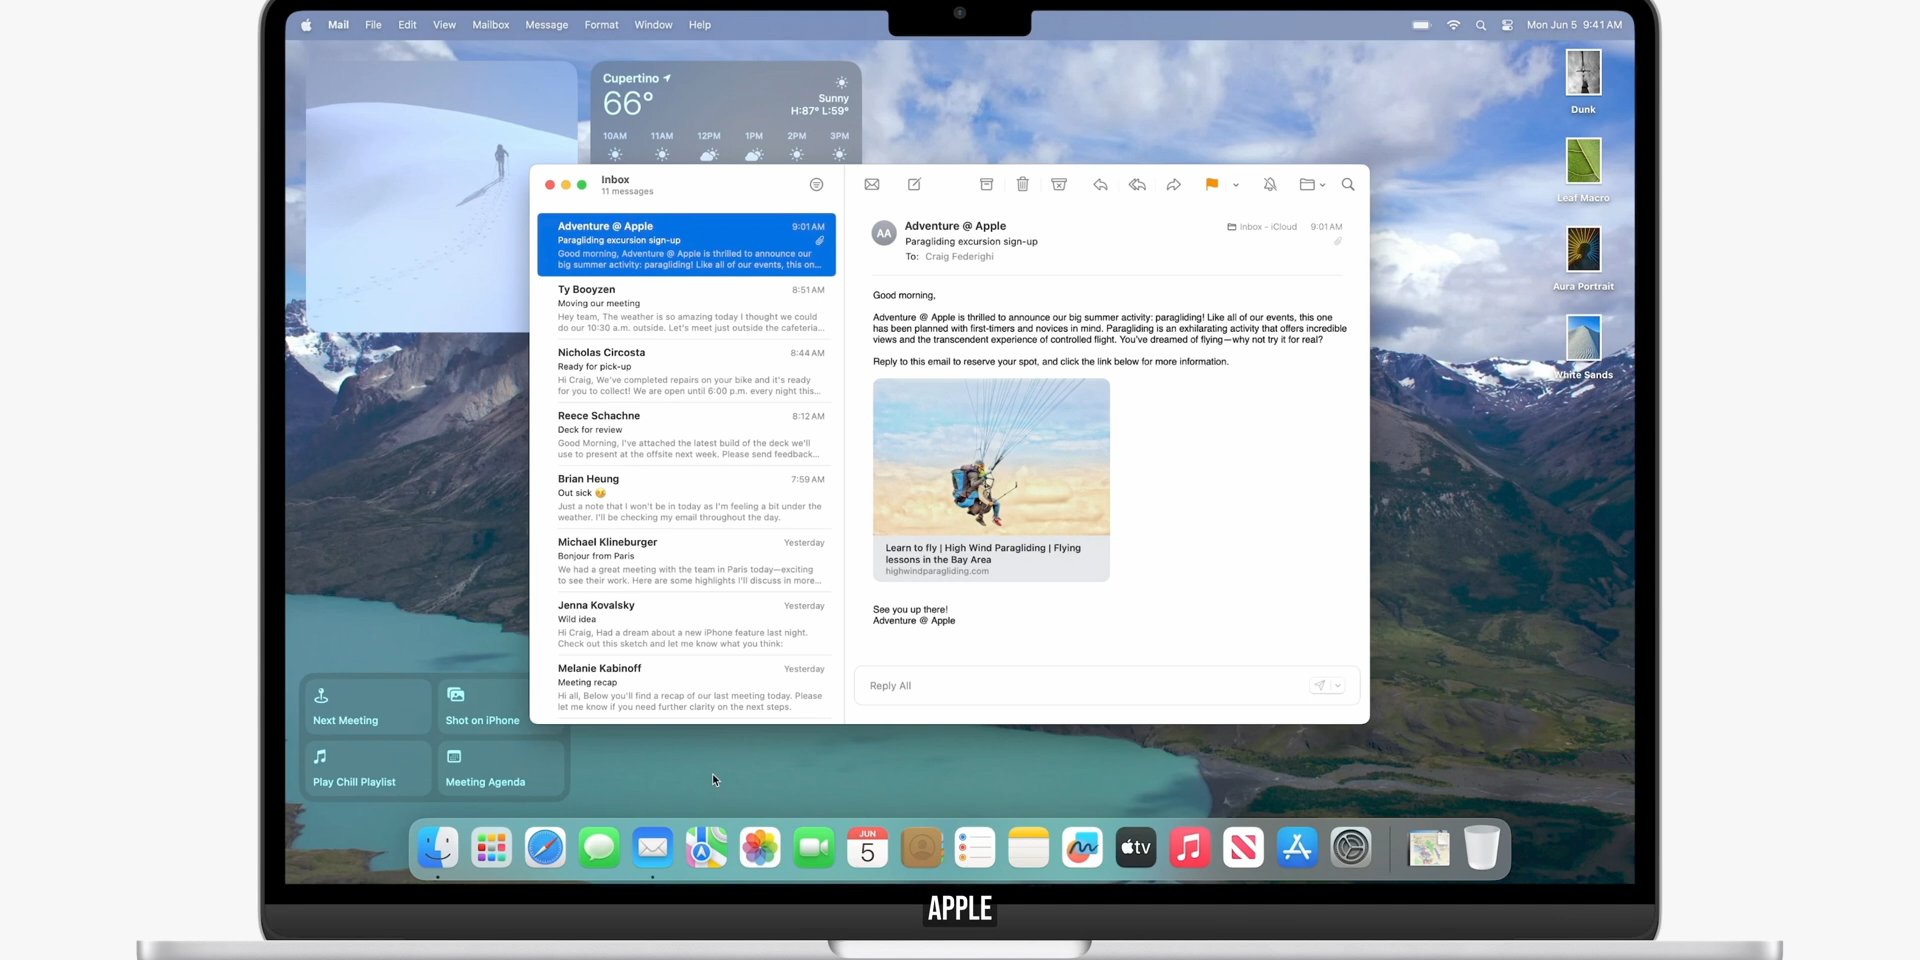 Mail File Edit View Mailbox Message Format Window Help
Mon Jun 5 9:41 AM
Cupertino
66°
Sunny
H:87° L:59°
10AM 11AM 12PM 1PM 2PM 3PM
Dunk
Leaf Macro
Aura Portrait
White Sands
Inbox
11 messages
Adventure @ Apple 9:01 AM
Paragliding excursion sign-up
Good morning, Adventure @ Apple is thrilled to announce our
big summer activity: paragliding! Like all of our events, this on...
Ty Booyzen 8:51 AM
Moving our meeting
Hey team, The weather is so amazing today I thought we could
do our 10:30 a.m. outside. Let's meet just outside the cafeteria...
Nicholas Circosta 8:44 AM
Ready for pick-up
Hi Craig, We've completed repairs on your bike and it's ready
for you to collect! We are open until 6:00 p.m. every night this...
Reece Schachne 8:12 AM
Deck for review
Good Morning, I've attached the latest build of the deck we'll
use to present at the offsite next week. Please send feedback...
Brian Heung 7:59 AM
Out sick 🤒
Just a note that I won't be in today as I'm feeling a bit under the
weather. I'll be checking my email throughout the day.
Michael Klineburger Yesterday
Bonjour from Paris
We had a great meeting with the team in Paris today—exciting
to see their work. Here are some highlights I'll discuss in more...
Jenna Kovalsky Yesterday
Wild idea
Hi Craig, Had a dream about a new iPhone feature last night.
Check out this sketch and let me know what you think:
Melanie Kabinoff Yesterday
Meeting recap
Hi all, Below you'll find a recap of our last meeting today. Please
let me know if you need further clarity on the next steps.
AA
Adventure @ Apple Inbox - iCloud 9:01 AM
Paragliding excursion sign-up
To: Craig Federighi
Good morning,
Adventure @ Apple is thrilled to announce our big summer activity: paragliding! Like all of our events, this one
has been planned with first-timers and novices in mind. Paragliding is an exhilarating activity that offers incredible
views and the transcendent experience of controlled flight. You've dreamed of flying—why not try it for real?
Reply to this email to reserve your spot, and click the link below for more information.
Learn to fly | High Wind Paragliding | Flying
lessons in the Bay Area
highwindparagliding.com
See you up there!
Adventure @ Apple
Reply All
Next Meeting
Shot on iPhone
Play Chill Playlist
Meeting Agenda
JUN
5
tv
APPLE